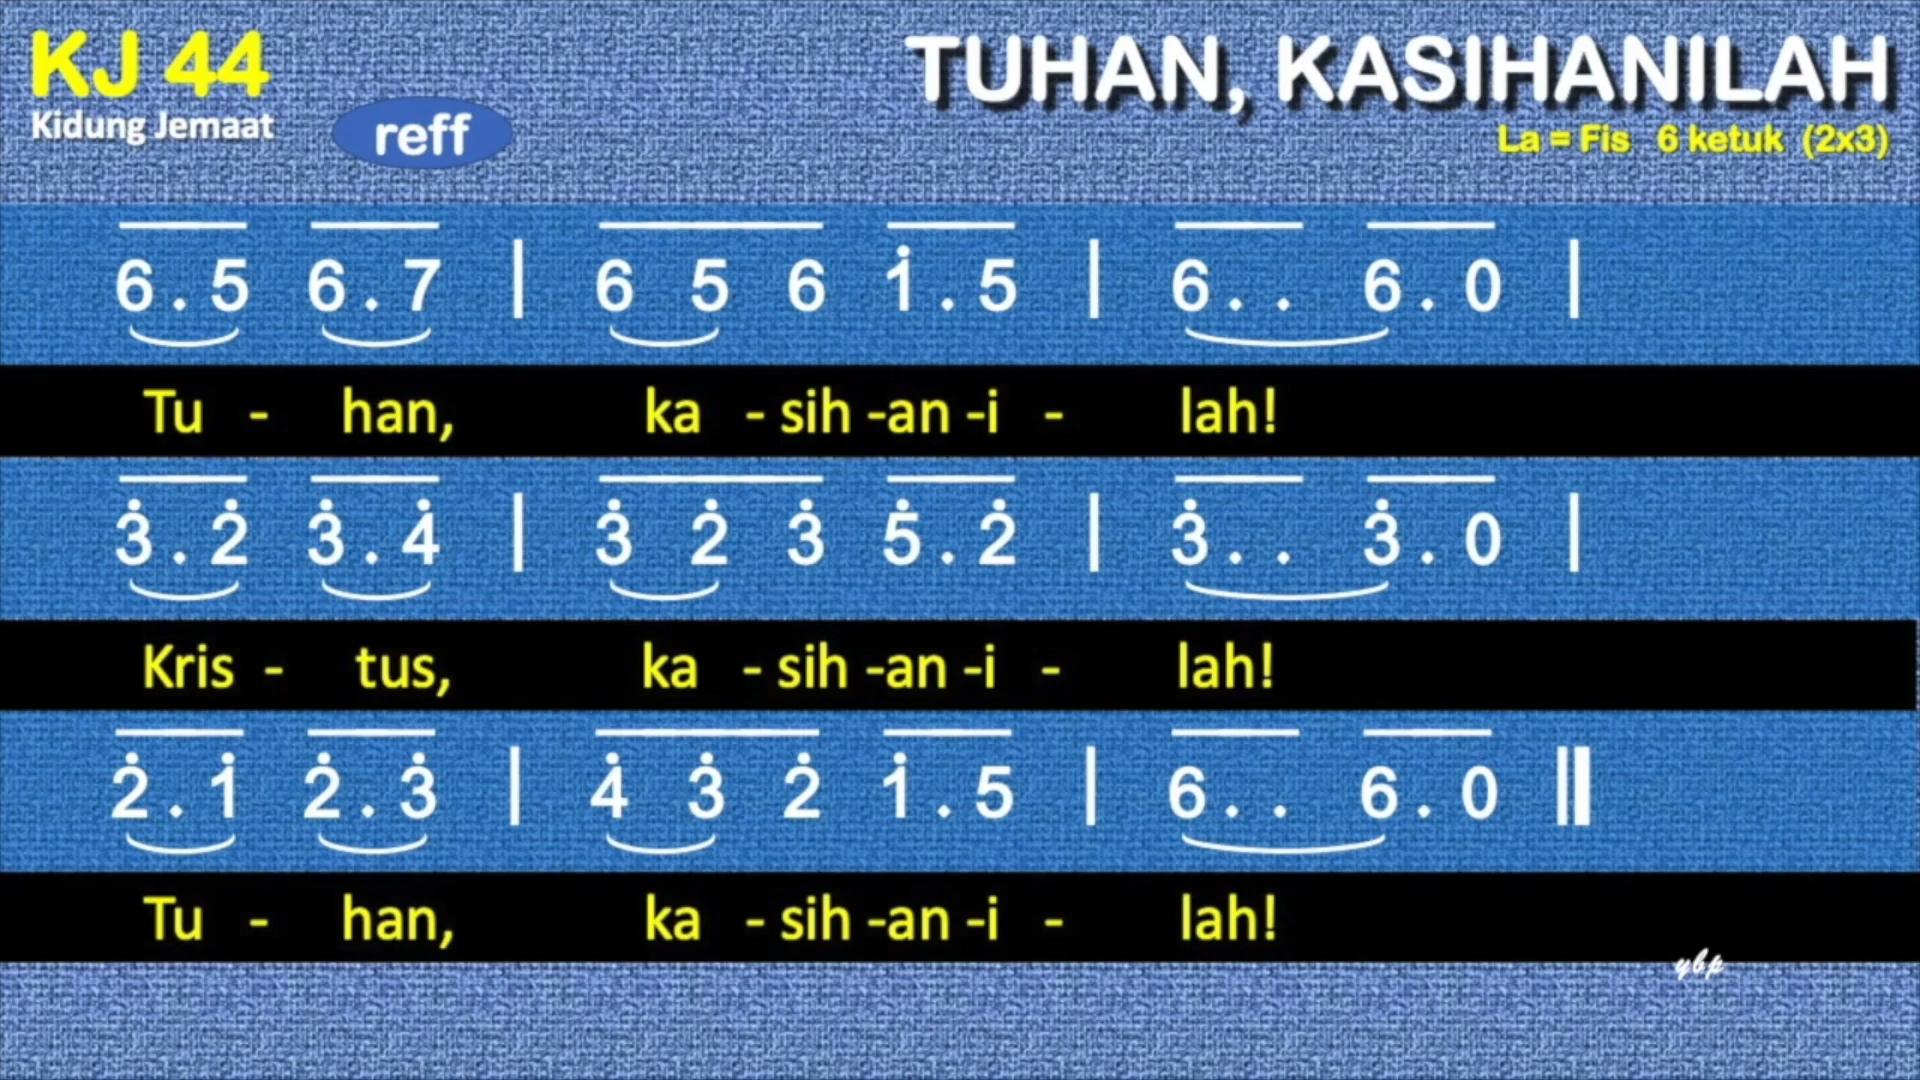 KJ 44
Kidung Jemaat
reff
TUHAN, KASIHANILAH
La = Fis 6 ketuk (2x3)
6 . 5 6 . 7 | 6 5 6 1̇ . 5 | 6 . . 6 . 0 |
Tu - han, ka - sih -an -i - lah!
3̇ . 2̇ 3̇ . 4̇ | 3̇ 2̇ 3̇ 5̇ . 2̇ | 3̇ . . 3̇ . 0 |
Kris - tus, ka - sih -an -i - lah!
2̇ . 1̇ 2̇ . 3̇ | 4̇ 3̇ 2̇ 1̇ . 5 | 6 . . 6 . 0 ||
Tu - han, ka - sih -an -i - lah!
ybp